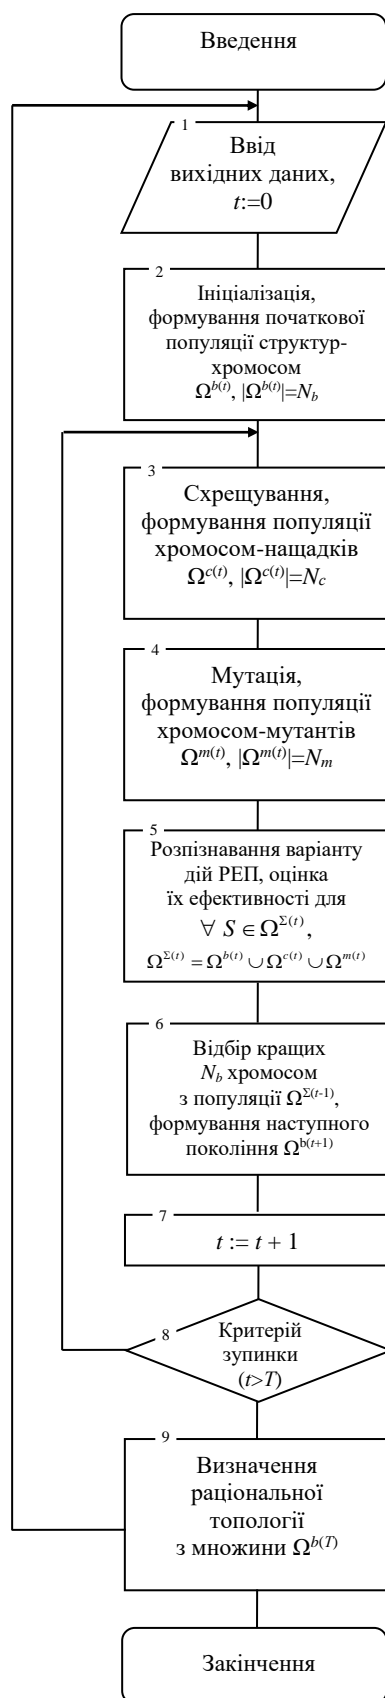 Введення
1
Ввід
вихідних даних,
t:=0
2
Ініціалізація,
формування початкової
популяції структур-
хромосом
Ω^b(t), |Ω^b(t)|=N_b
3
Схрещування,
формування популяції
хромосом-нащадків
Ω^c(t), |Ω^c(t)|=N_c
4
Мутація,
формування популяції
хромосом-мутантів
Ω^m(t), |Ω^m(t)|=N_m
5
Розпізнавання варіанту
дій РЕП, оцінка
їх ефективності для
∀ S ∈ Ω^Σ(t),
Ω^Σ(t) = Ω^b(t) ∪ Ω^c(t) ∪ Ω^m(t)
6
Відбір кращих
N_b хромосом
з популяції Ω^Σ(t-1),
формування наступного
покоління Ω^b(t+1)
7
t := t + 1
8
Критерій
зупинки
(t>T)
9
Визначення
раціональної
топології
з множини Ω^b(T)
Закінчення